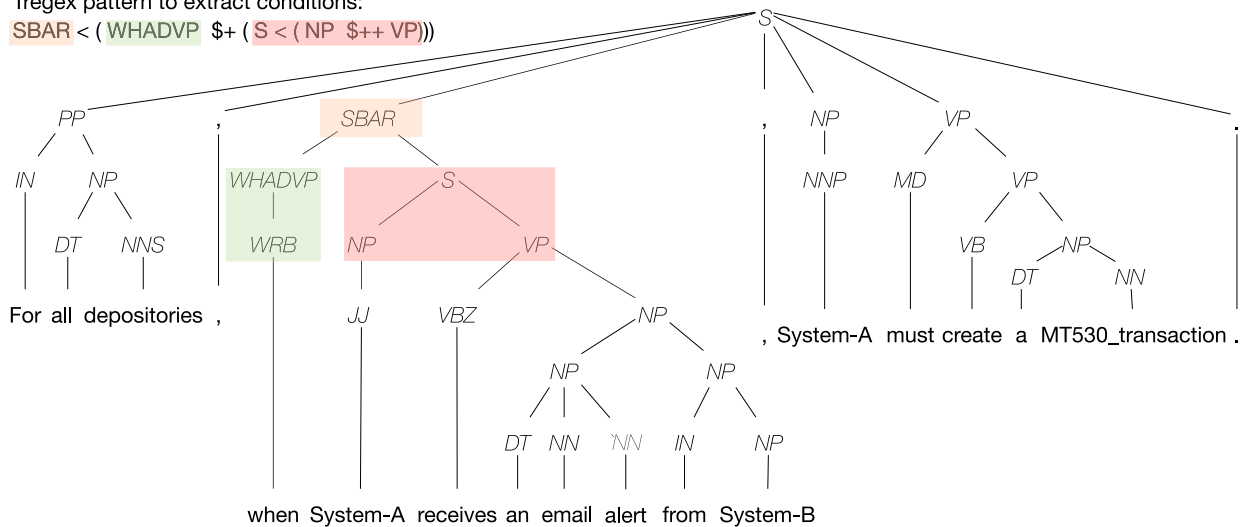 Tregex pattern to extract conditions:
SBAR < ( WHADVP $+ ( S < ( NP $++ VP)))
S
PP , SBAR , NP VP .
IN NP WHADVP S NNP MD VP
DT NNS WRB NP VP VB NP
DT NN
JJ VBZ NP
For all depositories ,
, System-A must create a MT530_transaction .
NP NP
DT NN NN IN NP
when System-A receives an email alert from System-B